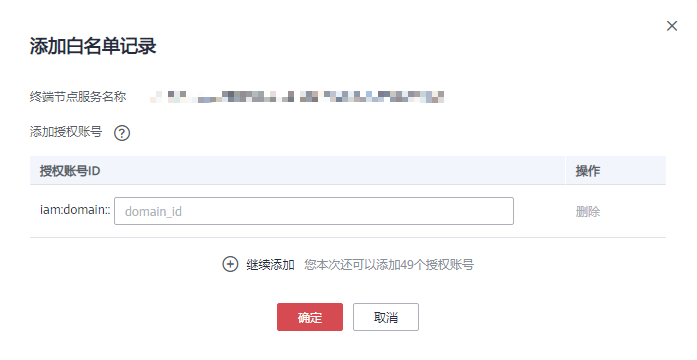 添加白名单记录
终端节点服务名称
添加授权账号 ?
授权账号ID 操作
iam:domain:: domain_id 删除
继续添加 您本次还可以添加49个授权账号
确定 取消